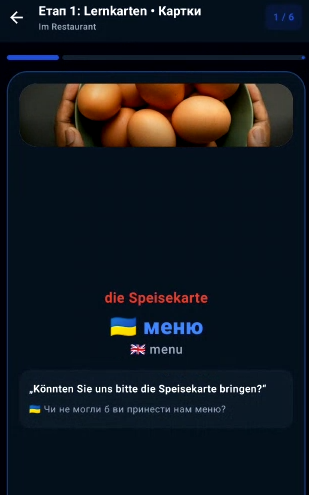 Етап 1: Lernkarten • Картки
Im Restaurant
1 / 6
die Speisekarte
🇺🇦 меню
🇬🇧 menu
„Könnten Sie uns bitte die Speisekarte bringen?“
🇺🇦 Чи не могли б ви принести нам меню?